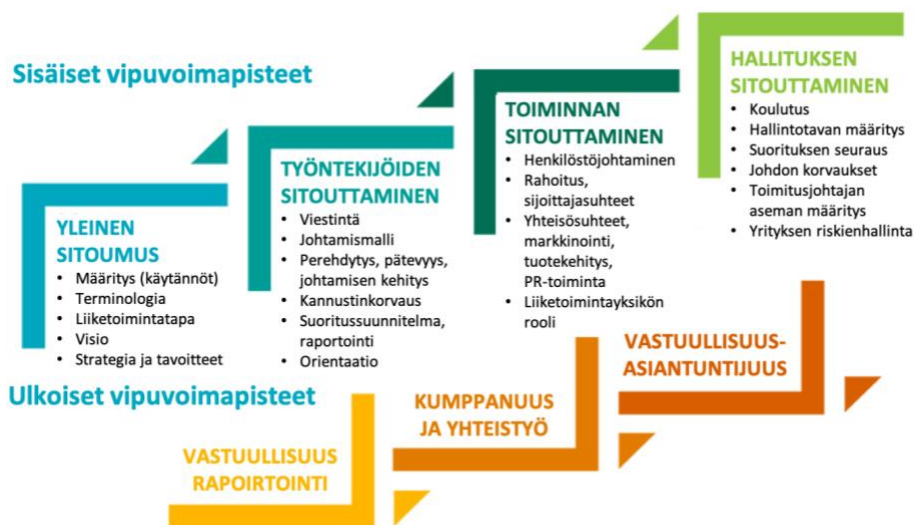 Sisäiset vipuvoimapisteet
YLEINEN
SITOUMUS
• Määritys (käytännöt)
• Terminologia
• Liiketoimintatapa
• Visio
• Strategia ja tavoitteet
TYÖNTEKIJÖIDEN
SITOUTTAMINEN
• Viestintä
• Johtamismalli
• Perehdytys, pätevyys,
johtamisen kehitys
• Kannustinkorvaus
• Suoritussuunnitelma,
raportointi
• Orientaatio
TOIMINNAN
SITOUTTAMINEN
• Henkilöstöjohtaminen
• Rahoitus,
sijoittajasuhteet
• Yhteisösuhteet,
markkinointi,
tuotekehitys,
PR-toiminta
• Liiketoimintayksikön
rooli
HALLITUKSEN
SITOUTTAMINEN
• Koulutus
• Hallintotavan määritys
• Suorituksen seuraus
• Johdon korvaukset
• Toimitusjohtajan
aseman määritys
• Yrityksen riskienhallinta
Ulkoiset vipuvoimapisteet
VASTUULLISUUS
RAPOIRTOINTI
KUMPPANUUS
JA YHTEISTYÖ
VASTUULLISUUS-
ASIANTUNTIJUUS